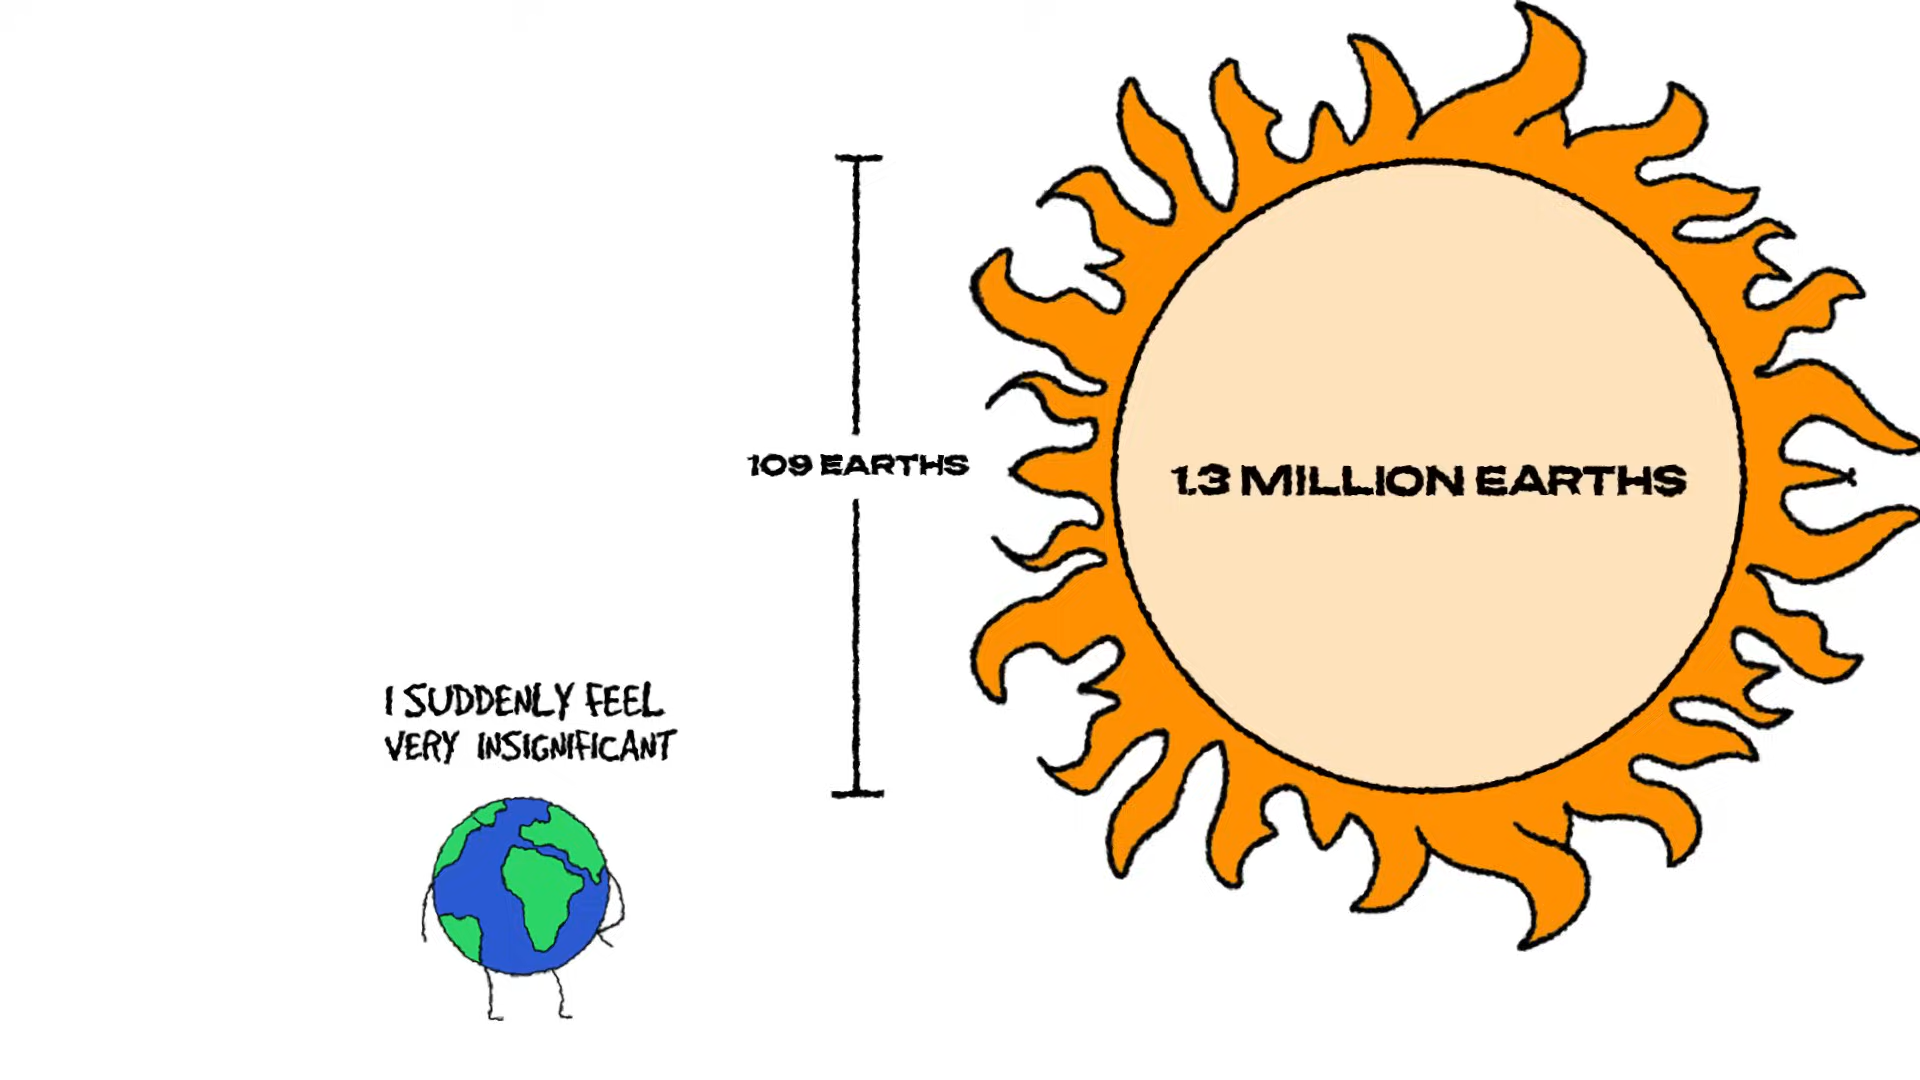 109 EARTHS
1.3 MILLION EARTHS
I SUDDENLY FEEL
VERY INSIGNIFICANT